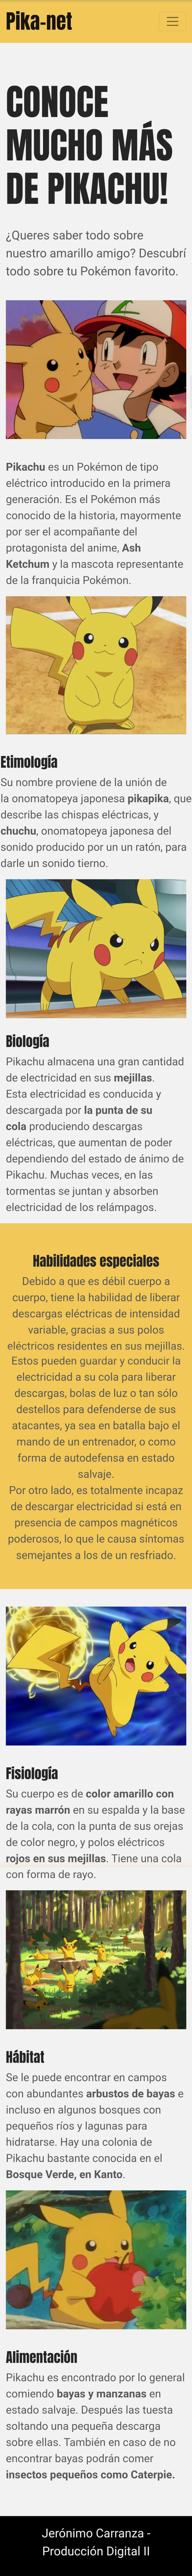 Pika-net
CONOCE
MUCHO MÁS
DE PIKACHU!
¿Queres saber todo sobre
nuestro amarillo amigo? Descubrí
todo sobre tu Pokémon favorito.
Pikachu es un Pokémon de tipo
eléctrico introducido en la primera
generación. Es el Pokémon más
conocido de la historia, mayormente
por ser el acompañante del
protagonista del anime, Ash
Ketchum y la mascota representante
de la franquicia Pokémon.
Etimología
Su nombre proviene de la unión de
la onomatopeya japonesa pikapika, que
describe las chispas eléctricas, y
chuchu, onomatopeya japonesa del
sonido producido por un un ratón, para
darle un sonido tierno.
Biología
Pikachu almacena una gran cantidad
de electricidad en sus mejillas.
Esta electricidad es conducida y
descargada por la punta de su
cola produciendo descargas
eléctricas, que aumentan de poder
dependiendo del estado de ánimo de
Pikachu. Muchas veces, en las
tormentas se juntan y absorben
electricidad de los relámpagos.
Habilidades especiales
Debido a que es débil cuerpo a
cuerpo, tiene la habilidad de liberar
descargas eléctricas de intensidad
variable, gracias a sus polos
eléctricos residentes en sus mejillas.
Estos pueden guardar y conducir la
electricidad a su cola para liberar
descargas, bolas de luz o tan sólo
destellos para defenderse de sus
atacantes, ya sea en batalla bajo el
mando de un entrenador, o como
forma de autodefensa en estado
salvaje.
Por otro lado, es totalmente incapaz
de descargar electricidad si está en
presencia de campos magnéticos
poderosos, lo que le causa síntomas
semejantes a los de un resfriado.
Fisiología
Su cuerpo es de color amarillo con
rayas marrón en su espalda y la base
de la cola, con la punta de sus orejas
de color negro, y polos eléctricos
rojos en sus mejillas. Tiene una cola
con forma de rayo.
Hábitat
Se le puede encontrar en campos
con abundantes arbustos de bayas e
incluso en algunos bosques con
pequeños ríos y lagunas para
hidratarse. Hay una colonia de
Pikachu bastante conocida en el
Bosque Verde, en Kanto.
Alimentación
Pikachu es encontrado por lo general
comiendo bayas y manzanas en
estado salvaje. Después las tuesta
soltando una pequeña descarga
sobre ellas. También en caso de no
encontrar bayas podrán comer
insectos pequeños como Caterpie.
Jerónimo Carranza -
Producción Digital II